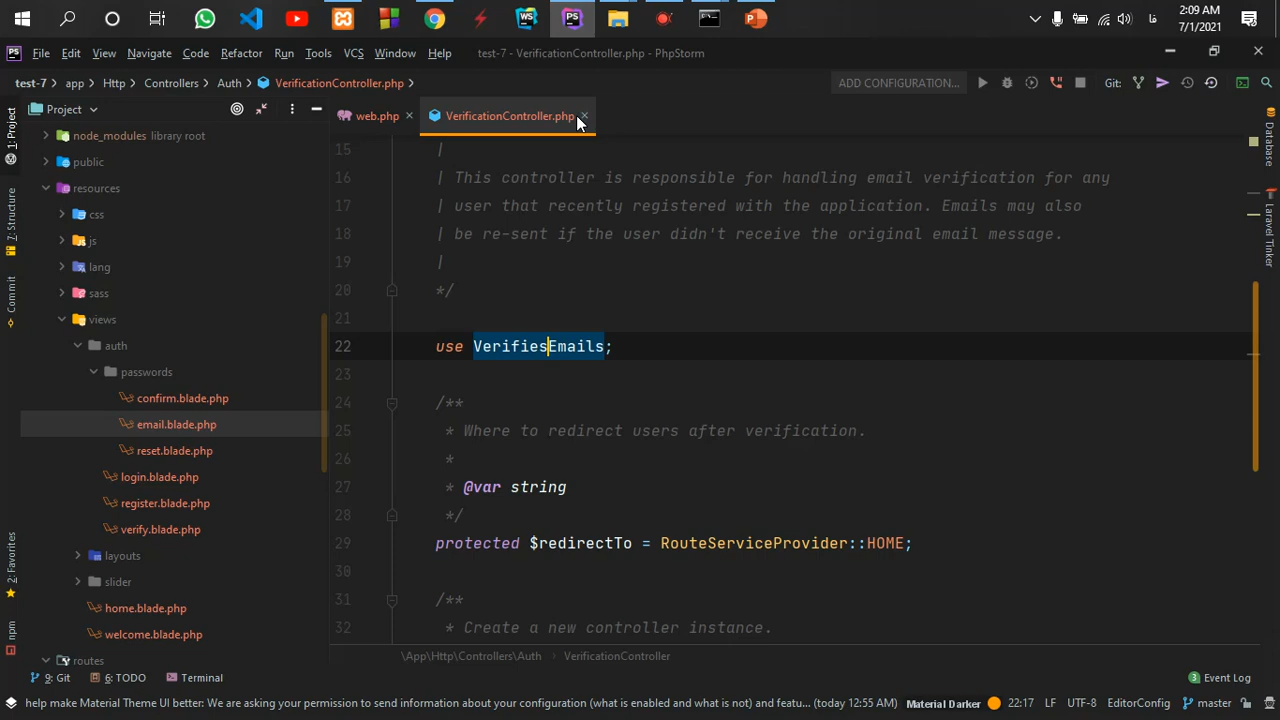 2:09 AM
فا
7/1/2021
PS
WS
File Edit View Navigate Code Refactor Run Tools VCS Window Help test-7 - VerificationController.php - PhpStorm
test-7 > app > Http > Controllers > Auth > VerificationController.php >
ADD CONFIGURATION...
Git:
1: Project
7: Structure
Commit
2: Favorites
npm
Project
node_modules library root
public
resources
css
js
lang
sass
views
auth
passwords
confirm.blade.php
email.blade.php
reset.blade.php
login.blade.php
register.blade.php
verify.blade.php
layouts
slider
home.blade.php
welcome.blade.php
routes
web.php
VerificationController.php
15 |
16 | This controller is responsible for handling email verification for any
17 | user that recently registered with the application. Emails may also
18 | be re-sent if the user didn't receive the original email message.
19 |
20 */
21
22 use VerifiesEmails;
23
24 /**
25 * Where to redirect users after verification.
26 *
27 * @var string
28 */
29 protected $redirectTo = RouteServiceProvider::HOME;
30
31 /**
32 * Create a new controller instance.
\App\Http\Controllers\Auth > VerificationController
Database
Laravel Tinker
9: Git
6: TODO
Terminal
3 Event Log
help make Material Theme UI better: We are asking your permission to send information about your configuration (what is enabled and what is not) and featu... (today 12:55 AM)
Material Darker
22:17 LF UTF-8 EditorConfig master